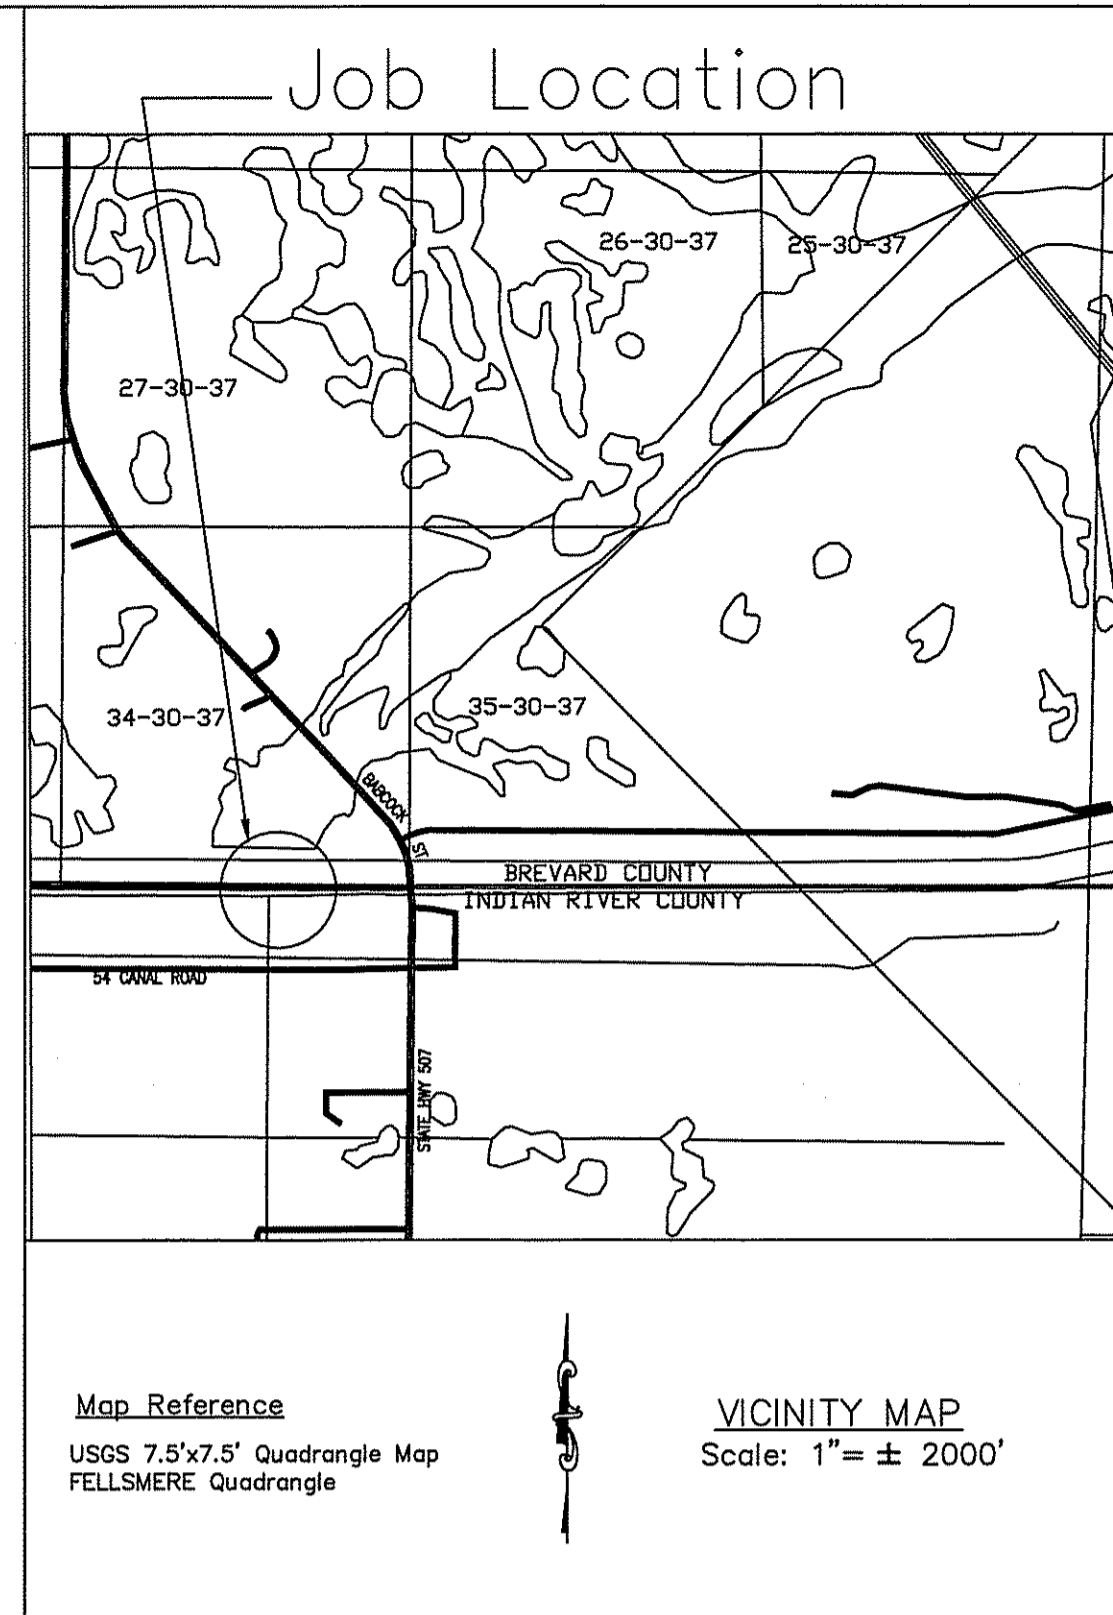 Job Location
26-30-37
25-30-37
27-30-37
34-30-37
35-30-37
BABCOCK ST
BREVARD COUNTY
INDIAN RIVER COUNTY
54 CANAL ROAD
STATE HWY 507
Map Reference
USGS 7.5'x7.5' Quadrangle Map
FELLSMERE Quadrangle
VICINITY MAP
Scale: 1"= ± 2000'